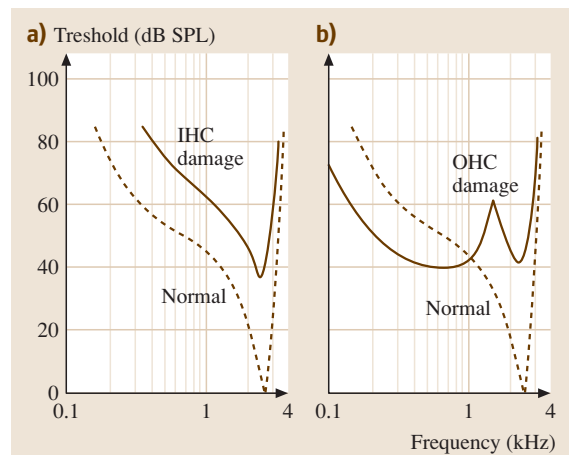 a) Treshold (dB SPL)
b)
100
80
60
40
20
0
IHC
damage
Normal
OHC
damage
Normal
0.1
1
4
0.1
1
4
Frequency (kHz)